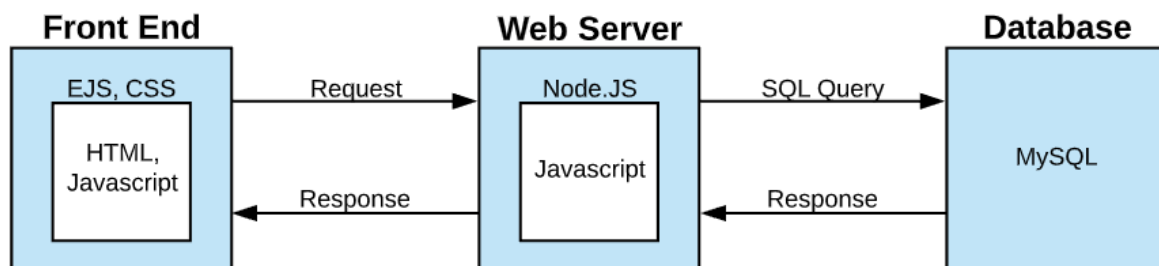 Front End
Web Server
Database
EJS, CSS
Request
Node.JS
SQL Query
HTML,
Javascript
Javascript
MySQL
Response
Response